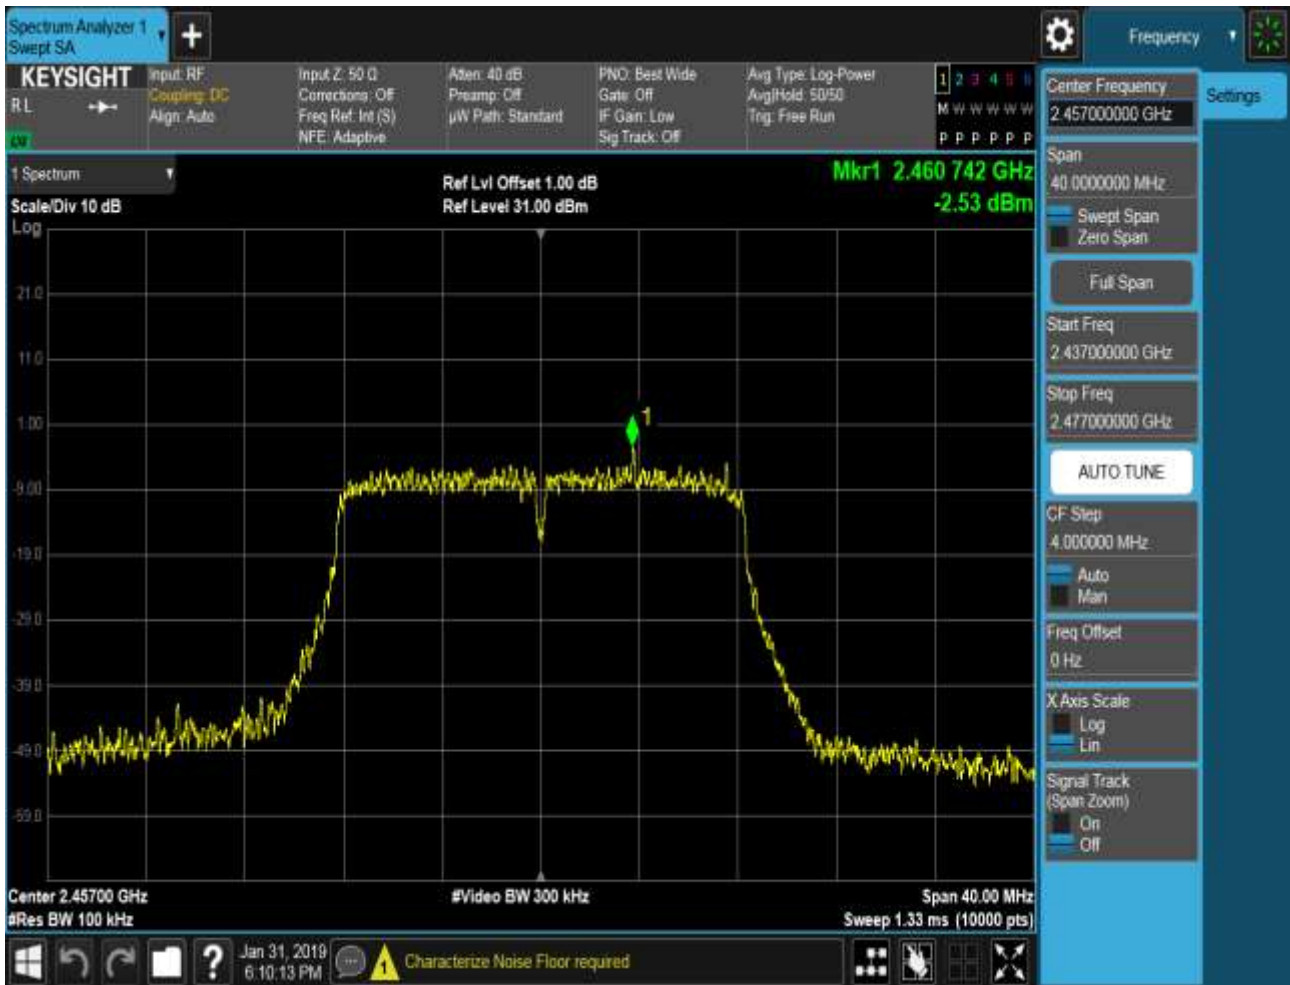 Spectrum Analyzer 1
Swept SA
Frequency
KEYSIGHT
R L
Input: RF
Coupling: DC
Align: Auto
Input Z: 50 Ω
Corrections: Off
Freq Ref: Int (S)
NFE: Adaptive
Atten: 40 dB
Preamp: Off
µW Path: Standard
PNO: Best Wide
Gate: Off
IF Gain: Low
Sig Track: Off
Avg Type: Log-Power
Avg|Hold: 50/50
Trig: Free Run
1 2 3 4 5 6
M W W W W W
P P P P P P
1 Spectrum
Scale/Div 10 dB
Log
Ref Lvl Offset 1.00 dB
Ref Level 31.00 dBm
Mkr1 2.460 742 GHz
-2.53 dBm
21.0
11.0
1.00
-9.00
-19.0
-29.0
-39.0
-49.0
-59.0
1
Center 2.45700 GHz
#Res BW 100 kHz
#Video BW 300 kHz
Span 40.00 MHz
Sweep 1.33 ms (10000 pts)
Center Frequency
2.457000000 GHz
Settings
Span
40.0000000 MHz
Swept Span
Zero Span
Full Span
Start Freq
2.437000000 GHz
Stop Freq
2.477000000 GHz
AUTO TUNE
CF Step
4.000000 MHz
Auto
Man
Freq Offset
0 Hz
X Axis Scale
Log
Lin
Signal Track
(Span Zoom)
On
Off
?
Jan 31, 2019
6:10:13 PM
1
Characterize Noise Floor required